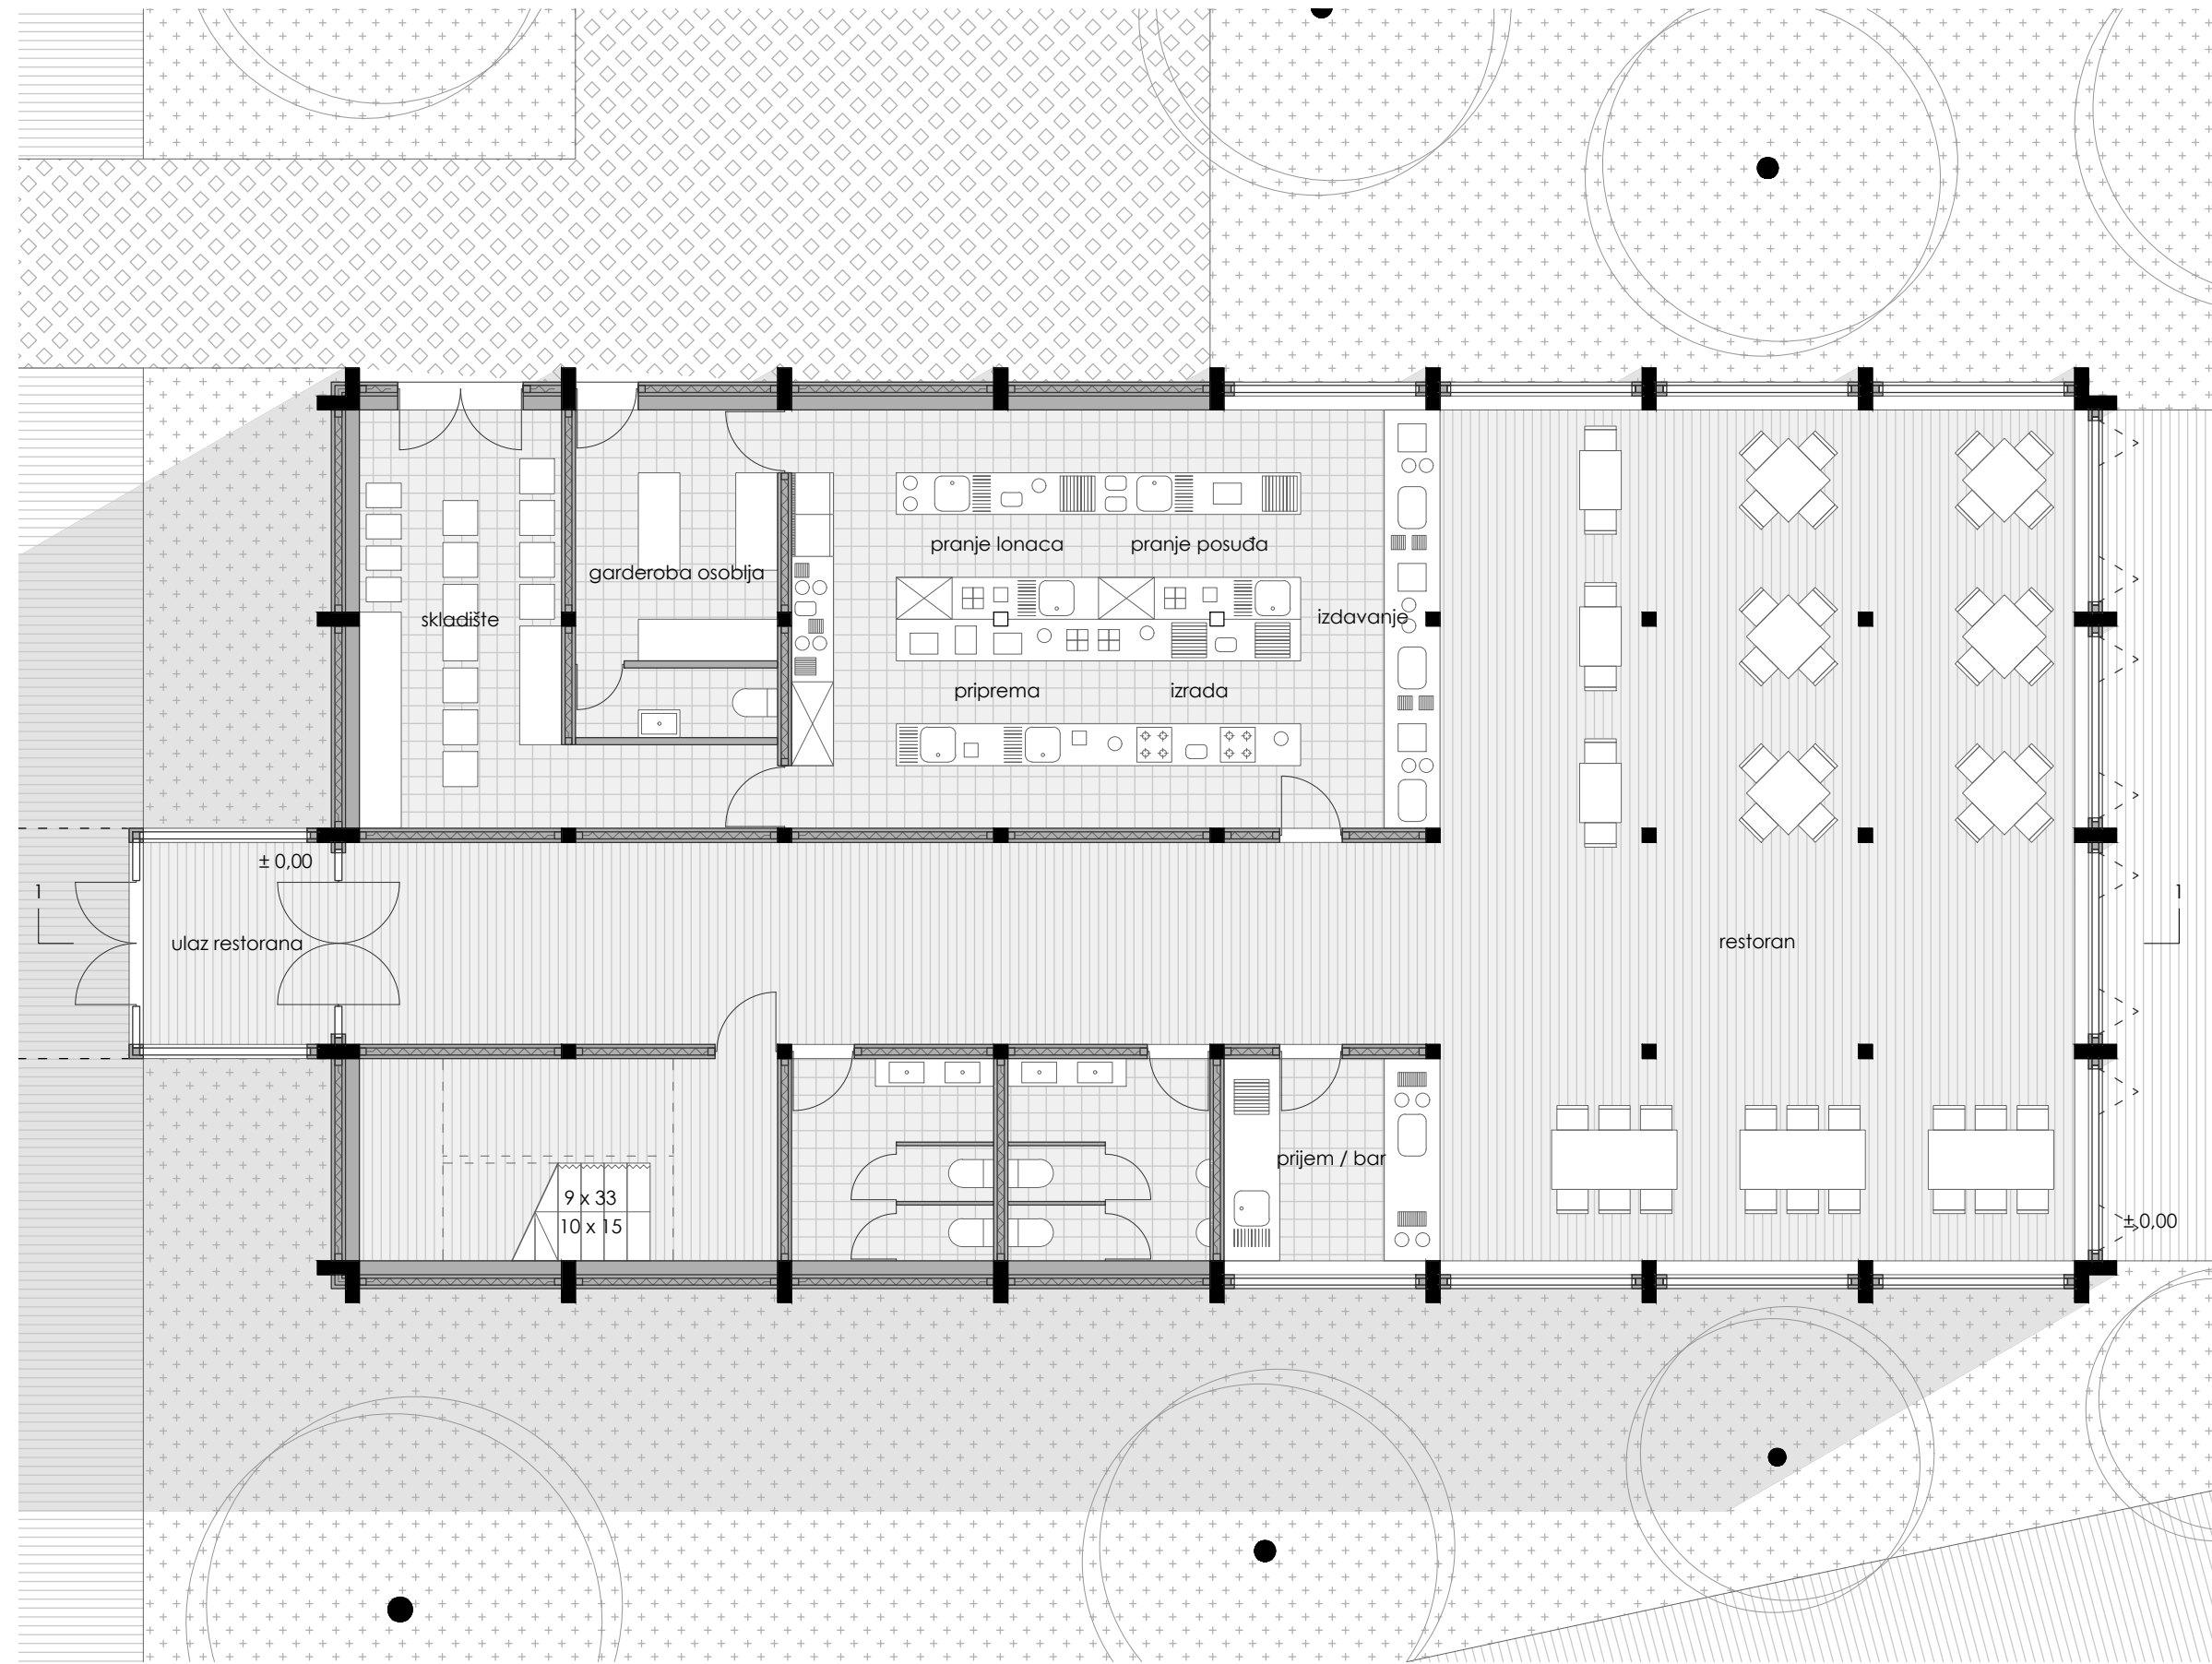 pranje lonaca
pranje posuđa
garderoba osoblja
skladište
izdavanje
priprema
izrada
± 0,00
1
1
ulaz restorana
restoran
prijem / bar
9 x 33
10 x 15
± 0,00